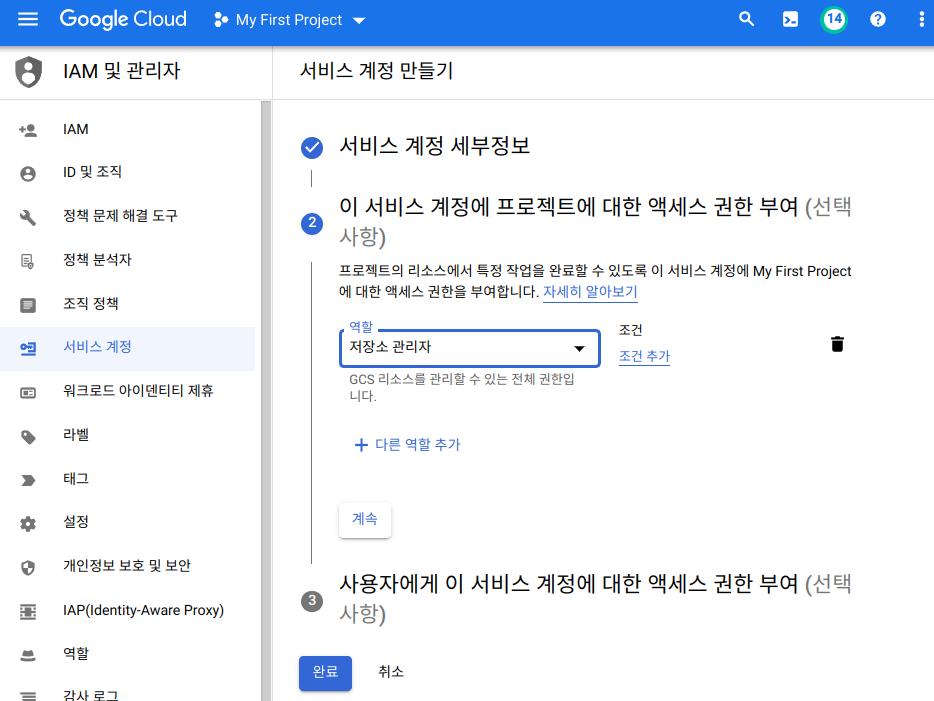 Google Cloud
My First Project
14
IAM 및 관리자
서비스 계정 만들기
IAM
ID 및 조직
정책 문제 해결 도구
정책 분석자
조직 정책
서비스 계정
워크로드 아이덴티티 제휴
라벨
태그
설정
개인정보 보호 및 보안
IAP(Identity-Aware Proxy)
역할
감사 로그
서비스 계정 세부정보
2
이 서비스 계정에 프로젝트에 대한 액세스 권한 부여 (선택
사항)
프로젝트의 리소스에서 특정 작업을 완료할 수 있도록 이 서비스 계정에 My First Project
에 대한 액세스 권한을 부여합니다. 자세히 알아보기
역할
저장소 관리자
조건
조건 추가
GCS 리소스를 관리할 수 있는 전체 권한입
니다.
다른 역할 추가
계속
3
사용자에게 이 서비스 계정에 대한 액세스 권한 부여 (선택
사항)
완료
취소